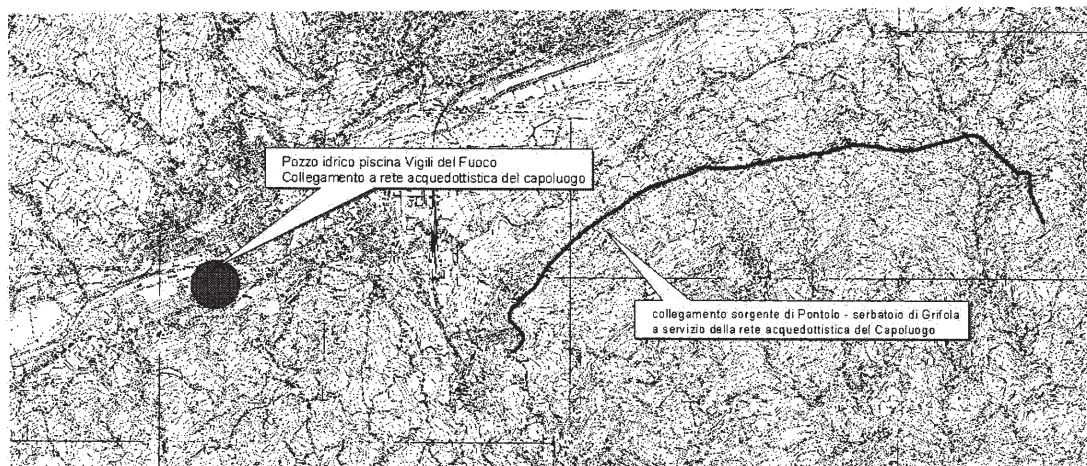 Pozzo idrico piscina Vigili del Fuoco
Collegamento a rete acquedottistica del capoluogo
collegamento sorgente di Pontolo - serbatoio di Grifola
a servizio della rete acquedottistica del Capoluogo